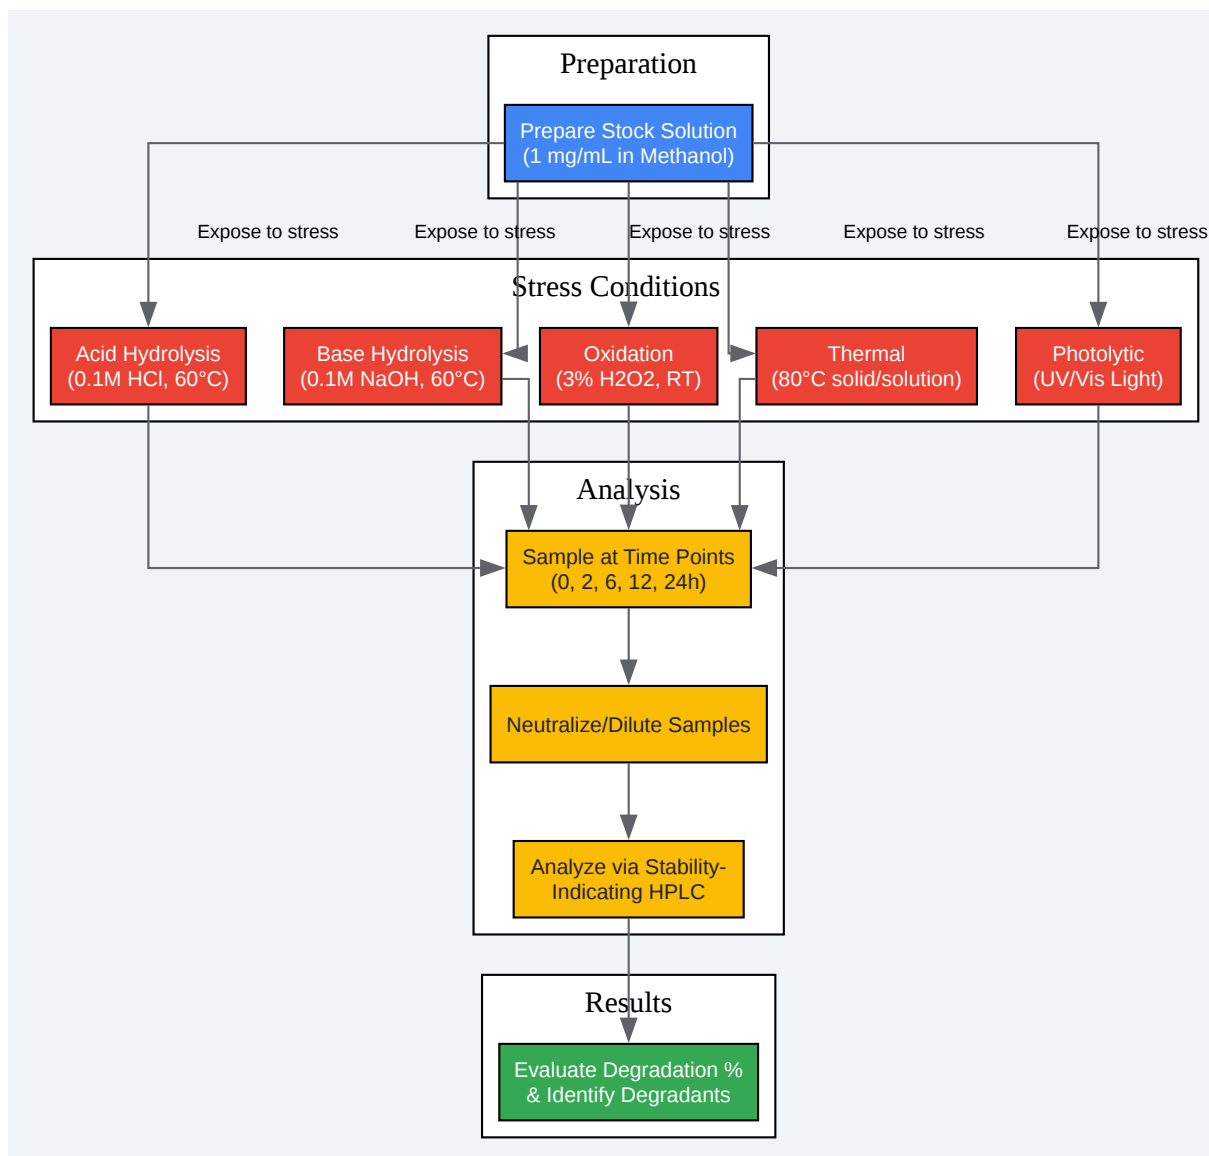 Preparation
Prepare Stock Solution
(1 mg/mL in Methanol)
Expose to stress
Expose to stress
Expose to stress
Expose to stress
Expose to stress
Stress Conditions
Acid Hydrolysis
(0.1M HCl, 60°C)
Base Hydrolysis
(0.1M NaOH, 60°C)
Oxidation
(3% H2O2, RT)
Thermal
(80°C solid/solution)
Photolytic
(UV/Vis Light)
Analysis
Sample at Time Points
(0, 2, 6, 12, 24h)
Neutralize/Dilute Samples
Analyze via Stability-
Indicating HPLC
Results
Evaluate Degradation %
& Identify Degradants